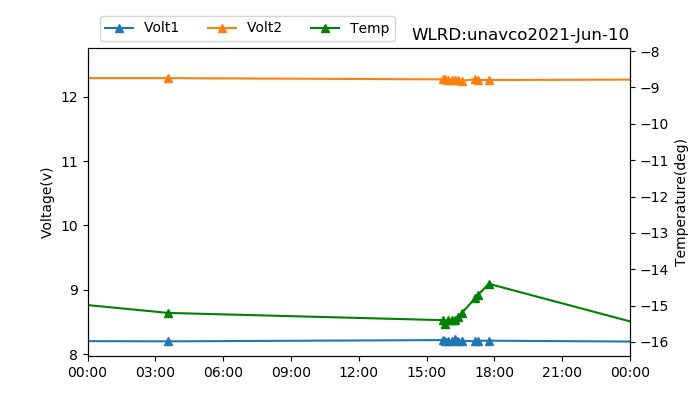 Volt1 Volt2 Temp
WLRD:unavco2021-Jun-10
Voltage(v)
12
11
10
9
8
−8
−9
−10
−11
−12
−13
−14
−15
−16
Temperature(deg)
00:00 03:00 06:00 09:00 12:00 15:00 18:00 21:00 00:00